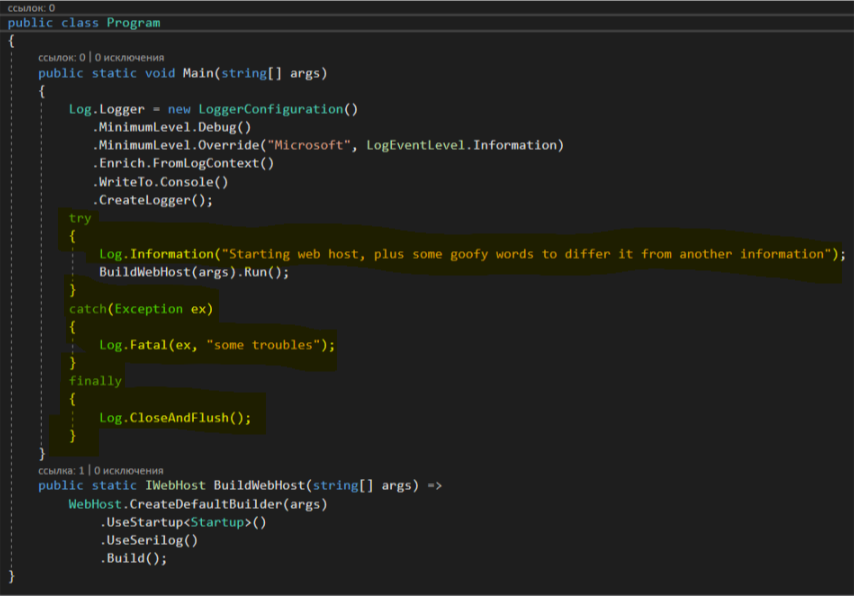 ссылок: 0
public class Program
{
ссылок: 0 | 0 исключения
public static void Main(string[] args)
{
Log.Logger = new LoggerConfiguration()
.MinimumLevel.Debug()
.MinimumLevel.Override("Microsoft", LogEventLevel.Information)
.Enrich.FromLogContext()
.WriteTo.Console()
.CreateLogger();
try
{
Log.Information("Starting web host, plus some goofy words to differ it from another information");
BuildWebHost(args).Run();
}
catch(Exception ex)
{
Log.Fatal(ex, "some troubles");
}
finally
{
Log.CloseAndFlush();
}
}
ссылка: 1 | 0 исключения
public static IWebHost BuildWebHost(string[] args) =>
WebHost.CreateDefaultBuilder(args)
.UseStartup<Startup>()
.UseSerilog()
.Build();
}